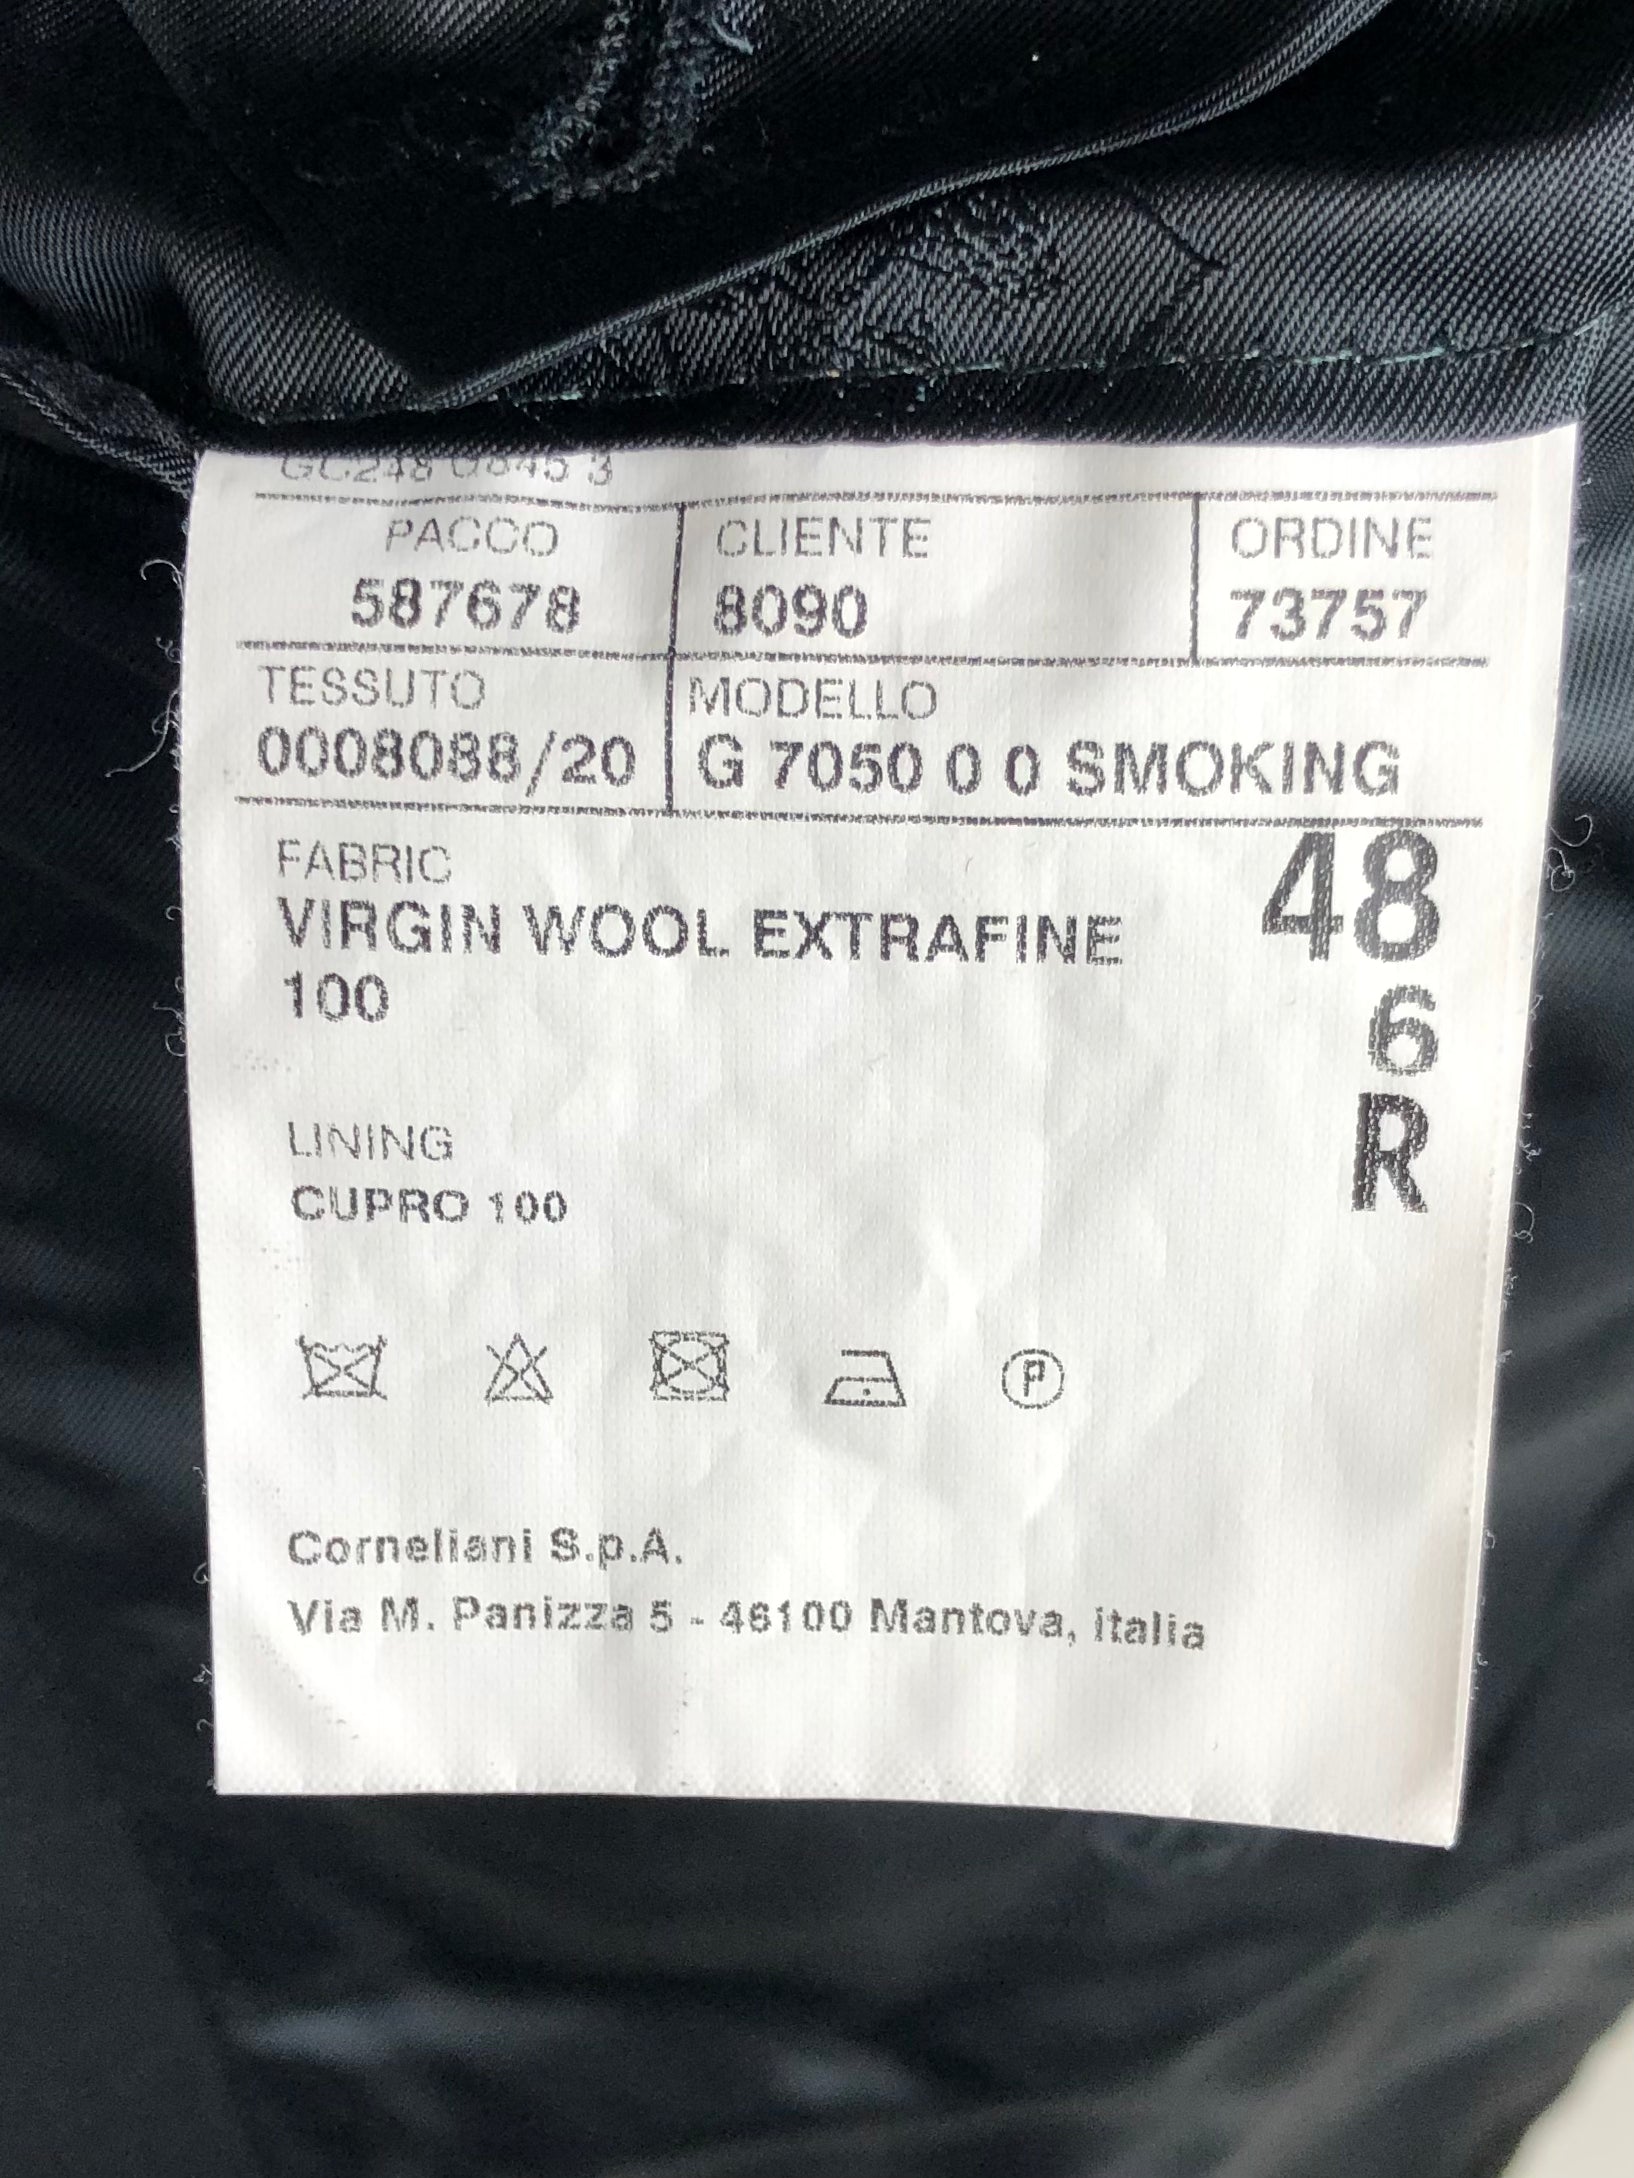 PACCO CLIENTE ORDINE
587678 8090 73757
TESSUTO MODELLO
0008088/20 G 7050 0 0 SMOKING
FABRIC
VIRGIN WOOL EXTRAFINE
100
48
6
R
LINING
CUPRO 100
P
Corneliani S.p.A.
Via M. Panizza 5 - 46100 Mantova, italia